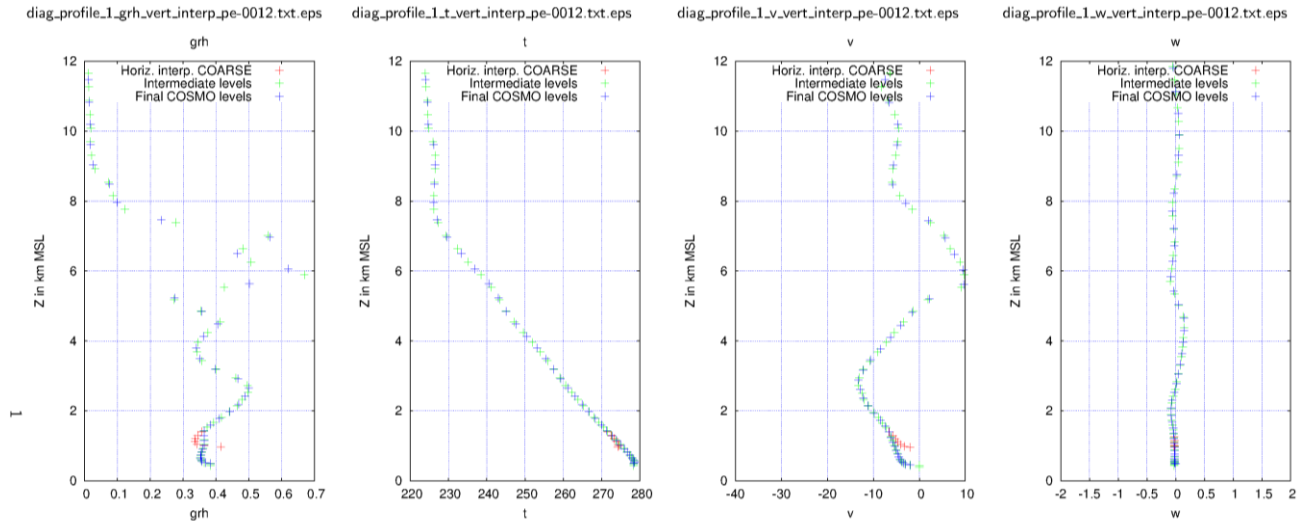 diag_profile_1_grh_vert_interp_pe-0012.txt.eps
grh
12
10
8
6
4
2
0
Z in km MSL
Horiz. interp. COARSE
Intermediate levels
Final COSMO levels
0 0.1 0.2 0.3 0.4 0.5 0.6 0.7
grh
diag_profile_1_t_vert_interp_pe-0012.txt.eps
t
12
10
8
6
4
2
0
Z in km MSL
Horiz. interp. COARSE
Intermediate levels
Final COSMO levels
220 230 240 250 260 270 280
t
diag_profile_1_v_vert_interp_pe-0012.txt.eps
v
12
10
8
6
4
2
0
Z in km MSL
Horiz. interp. COARSE
Intermediate levels
Final COSMO levels
-40 -30 -20 -10 0 10
v
diag_profile_1_w_vert_interp_pe-0012.txt.eps
w
12
10
8
6
4
2
0
Z in km MSL
Horiz. interp. COARSE
Intermediate levels
Final COSMO levels
-2 -1.5 -1 -0.5 0 0.5 1 1.5 2
w
1